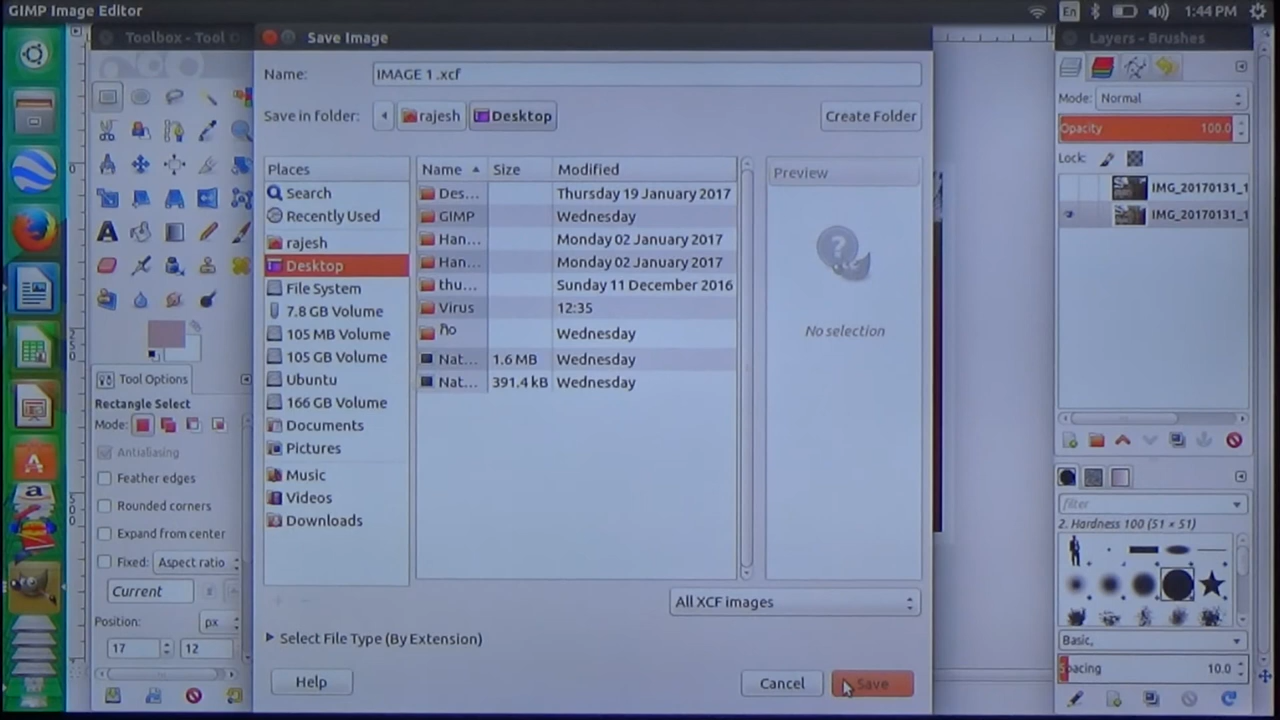 GIMP Image Editor
En
1:44 PM
Toolbox - Tool O
Save Image
Layers - Brushes
Name:
IMAGE 1 .xcf
Save in folder:
rajesh
Desktop
Create Folder
Places
Search
Recently Used
rajesh
Desktop
File System
7.8 GB Volume
105 MB Volume
105 GB Volume
Ubuntu
166 GB Volume
Documents
Pictures
Music
Videos
Downloads
Name Size Modified
Des... Thursday 19 January 2017
GIMP Wednesday
Han... Monday 02 January 2017
Han... Monday 02 January 2017
thu... Sunday 11 December 2016
Virus 12:35
Wednesday
Nat... 1.6 MB Wednesday
Nat... 391.4 kB Wednesday
Preview
No selection
All XCF images
Select File Type (By Extension)
Help
Cancel
Save
Tool Options
Rectangle Select
Mode:
Antialiasing
Feather edges
Rounded corners
Expand from center
Fixed: Aspect ratio
Current
Position: px
17 12
Mode: Normal
Opacity 100.0
Lock:
IMG_20170131_1
IMG_20170131_1
filter
2. Hardness 100 (51 × 51)
Basic,
Spacing 10.0